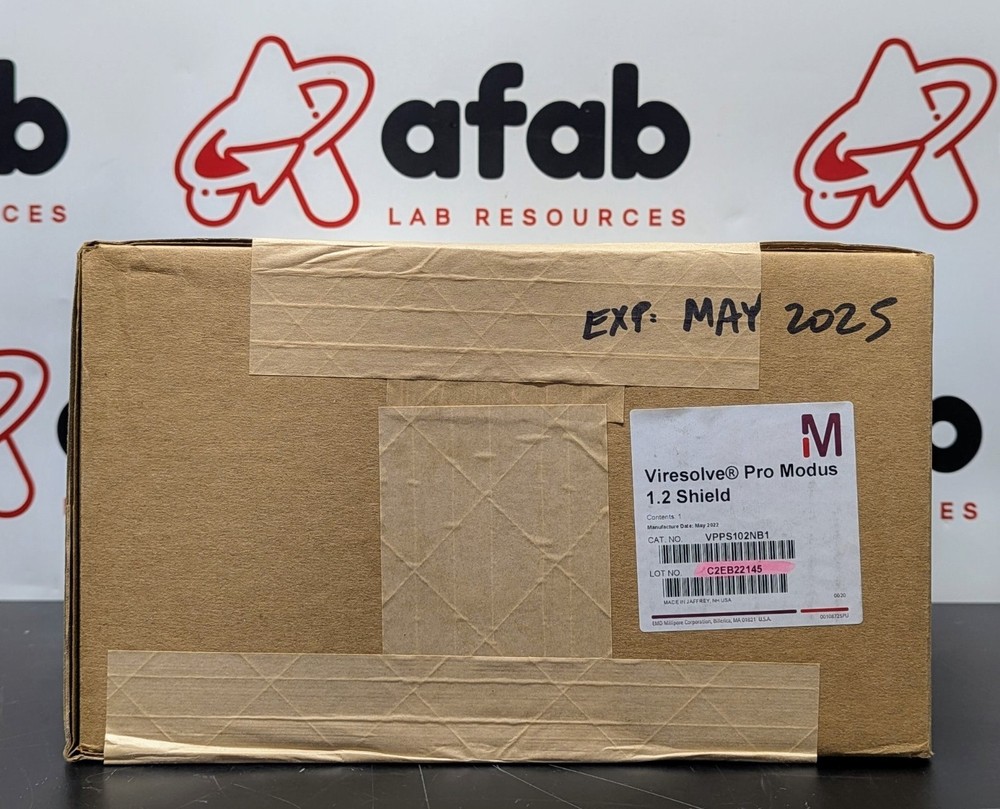 b
afab
CES
LAB RESOURCES
EXP: MAY 2025
M
Viresolve® Pro Modus
1.2 Shield
Contents: 1
Manufacture Date: May 2022
CAT. NO. VPPS102NB1
LOT NO. C2EB22145
MADE IN JAFFREY, NH USA
EMD Millipore Corporation, Billerica, MA 01821 U.S.A.
ES